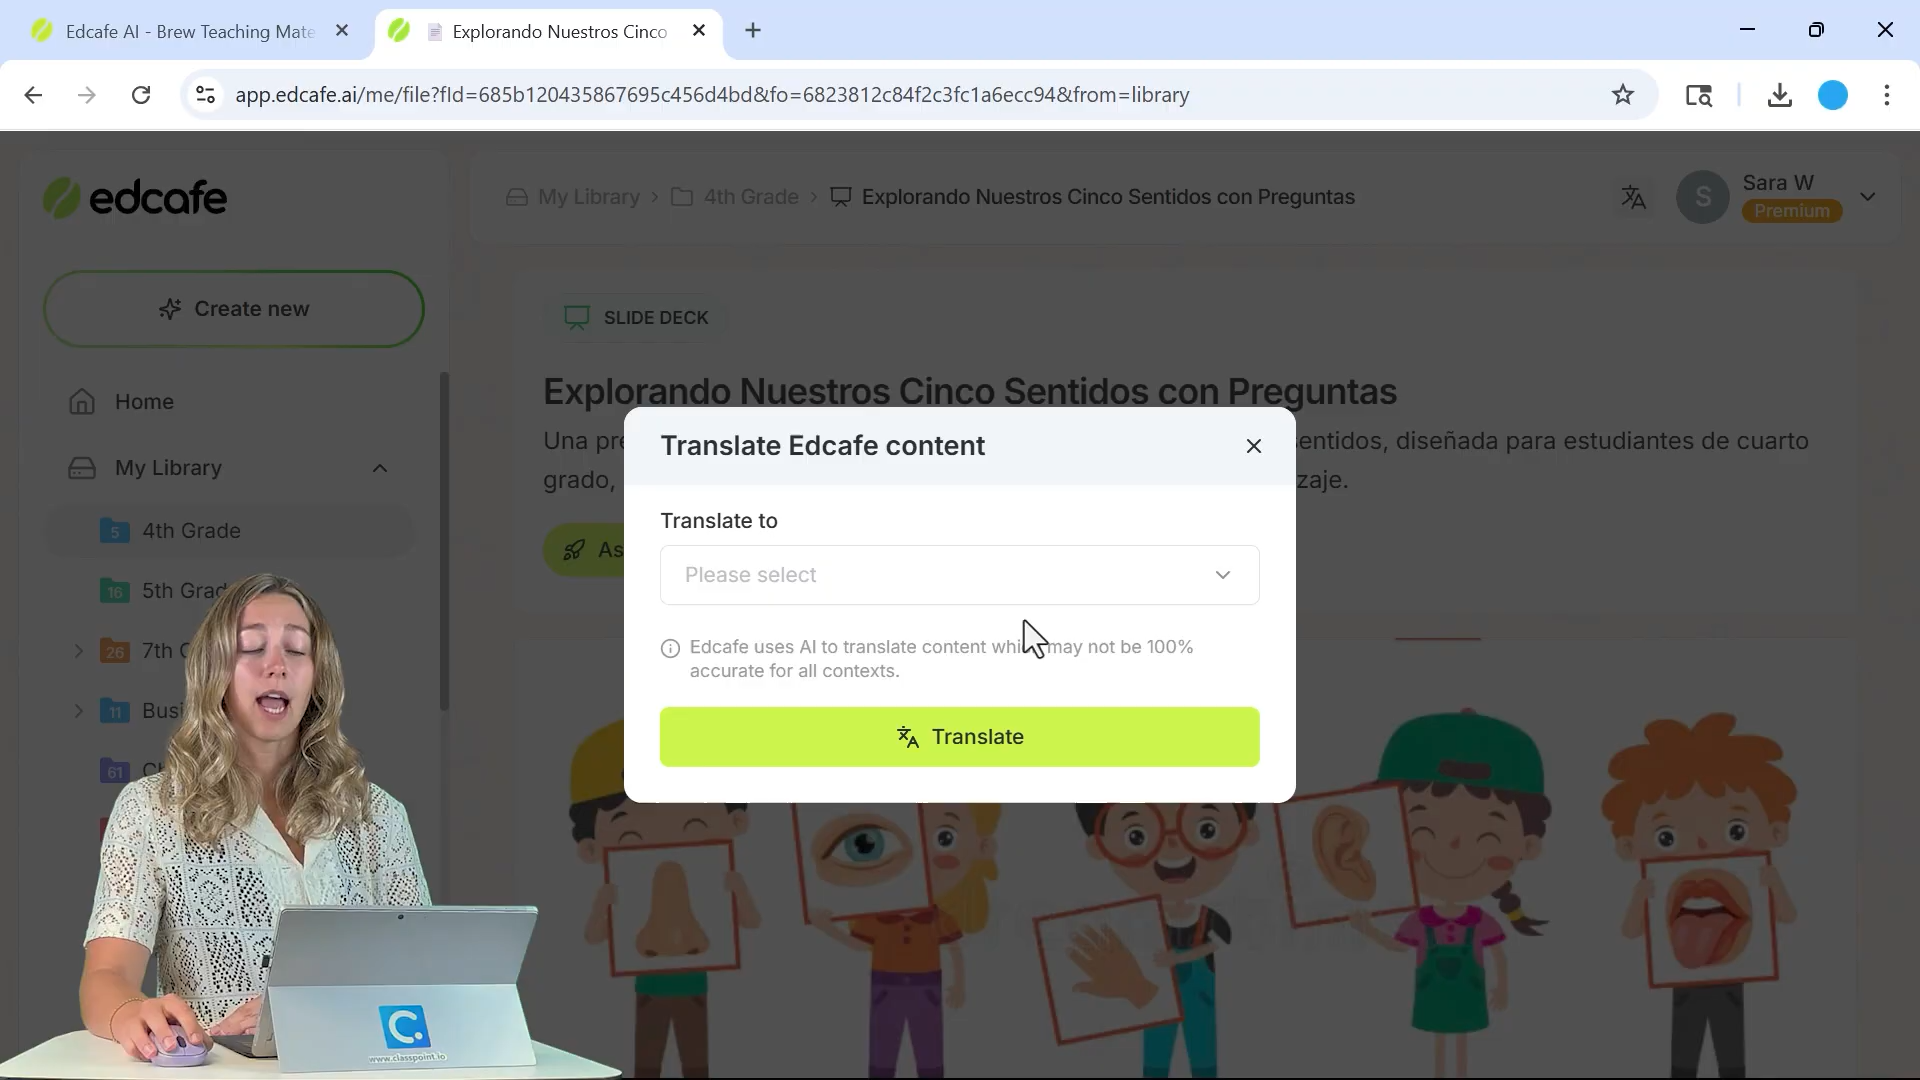 Edcafe AI - Brew Teaching Mate
Explorando Nuestros Cinco
app.edcafe.ai/me/file?fId=685b120435867695c456d4bd&fo=6823812c84f2c3fc1a6ecc94&from=library
edcafe
My Library > 4th Grade > Explorando Nuestros Cinco Sentidos con Preguntas
S
Sara W
Premium
Create new
SLIDE DECK
Home
Explorando Nuestros Cinco Sentidos con Preguntas
Una pre
sentidos, diseñada para estudiantes de cuarto
grado,
zaje.
My Library
Translate Edcafe content
5 4th Grade
As
Translate to
Please select
16 5th Grad
26 7th
Edcafe uses AI to translate content whi may not be 100%
accurate for all contexts.
11 Busi
Translate
61
C.
www.classpoint.io